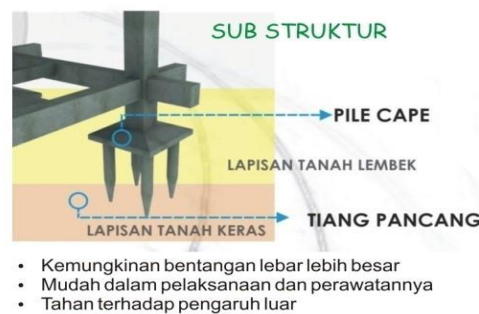 SUB STRUKTUR
PILE CAPE
LAPISAN TANAH LEMBEK
TIANG PANCANG
LAPISAN TANAH KERAS
• Kemungkinan bentangan lebar lebih besar
• Mudah dalam pelaksanaan dan perawatannya
• Tahan terhadap pengaruh luar